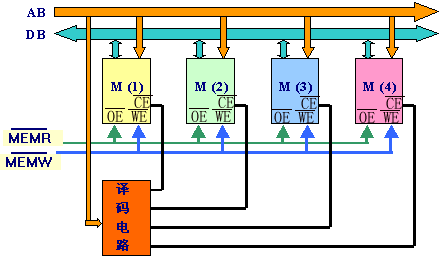 AB
DB
M (1) M (2) M (3) M (4)
CE CE CE CE
OE WE OE WE OE WE OE WE
MEMR
MEMW
译
码
电
路